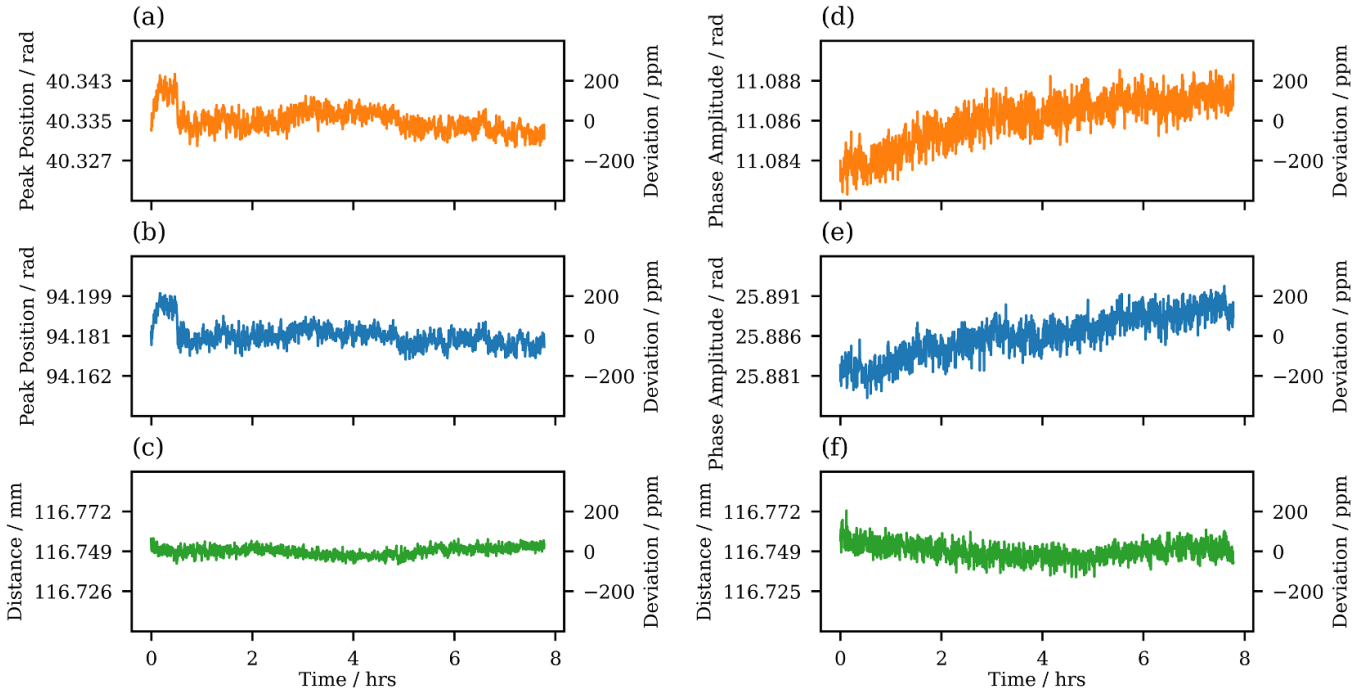 (a)
Peak Position / rad
40.343
40.335
40.327
200
0
−200
Deviation / ppm
(b)
Peak Position / rad
94.199
94.181
94.162
200
0
−200
Deviation / ppm
(c)
Distance / mm
116.772
116.749
116.726
200
0
−200
Deviation / ppm
0 2 4 6 8
Time / hrs
(d)
Phase Amplitude / rad
11.088
11.086
11.084
200
0
−200
Deviation / ppm
(e)
Phase Amplitude / rad
25.891
25.886
25.881
200
0
−200
Deviation / ppm
(f)
Distance / mm
116.772
116.749
116.725
200
0
−200
Deviation / ppm
0 2 4 6 8
Time / hrs